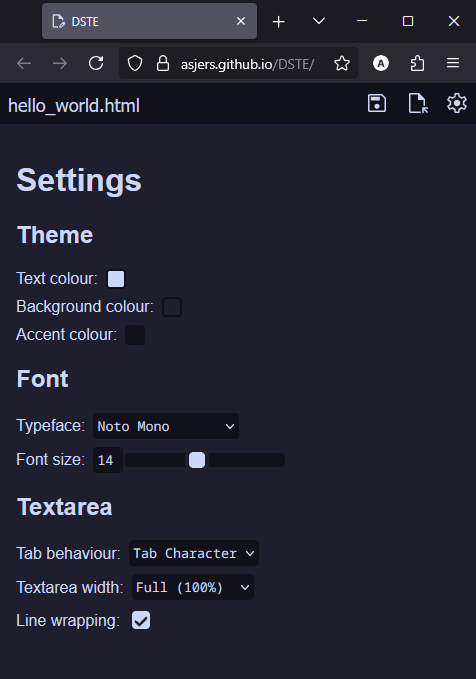 DSTE
asjers.github.io/DSTE/
A
hello_world.html
Settings
Theme
Text colour:
Background colour:
Accent colour:
Font
Typeface: Noto Mono
Font size: 14
Textarea
Tab behaviour: Tab Character
Textarea width: Full (100%)
Line wrapping: